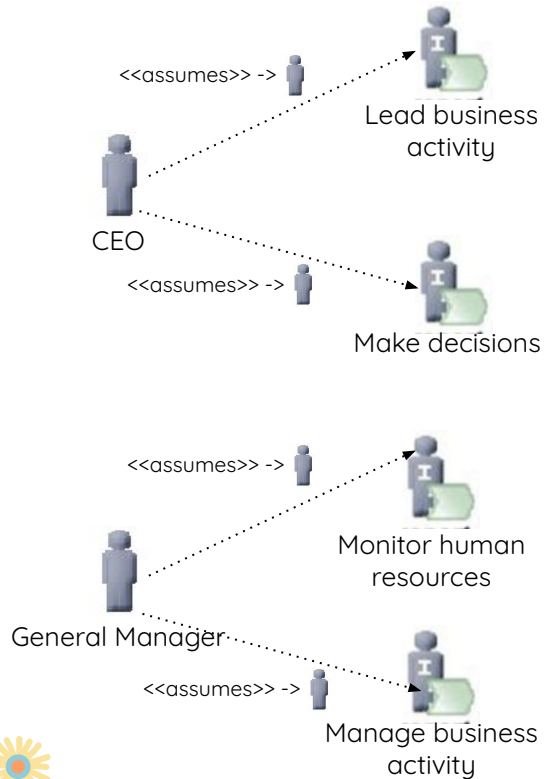 <<assumes>> ->
Lead business
activity
CEO
<<assumes>> ->
Make decisions
<<assumes>> ->
Monitor human
resources
General Manager
<<assumes>> ->
Manage business
activity